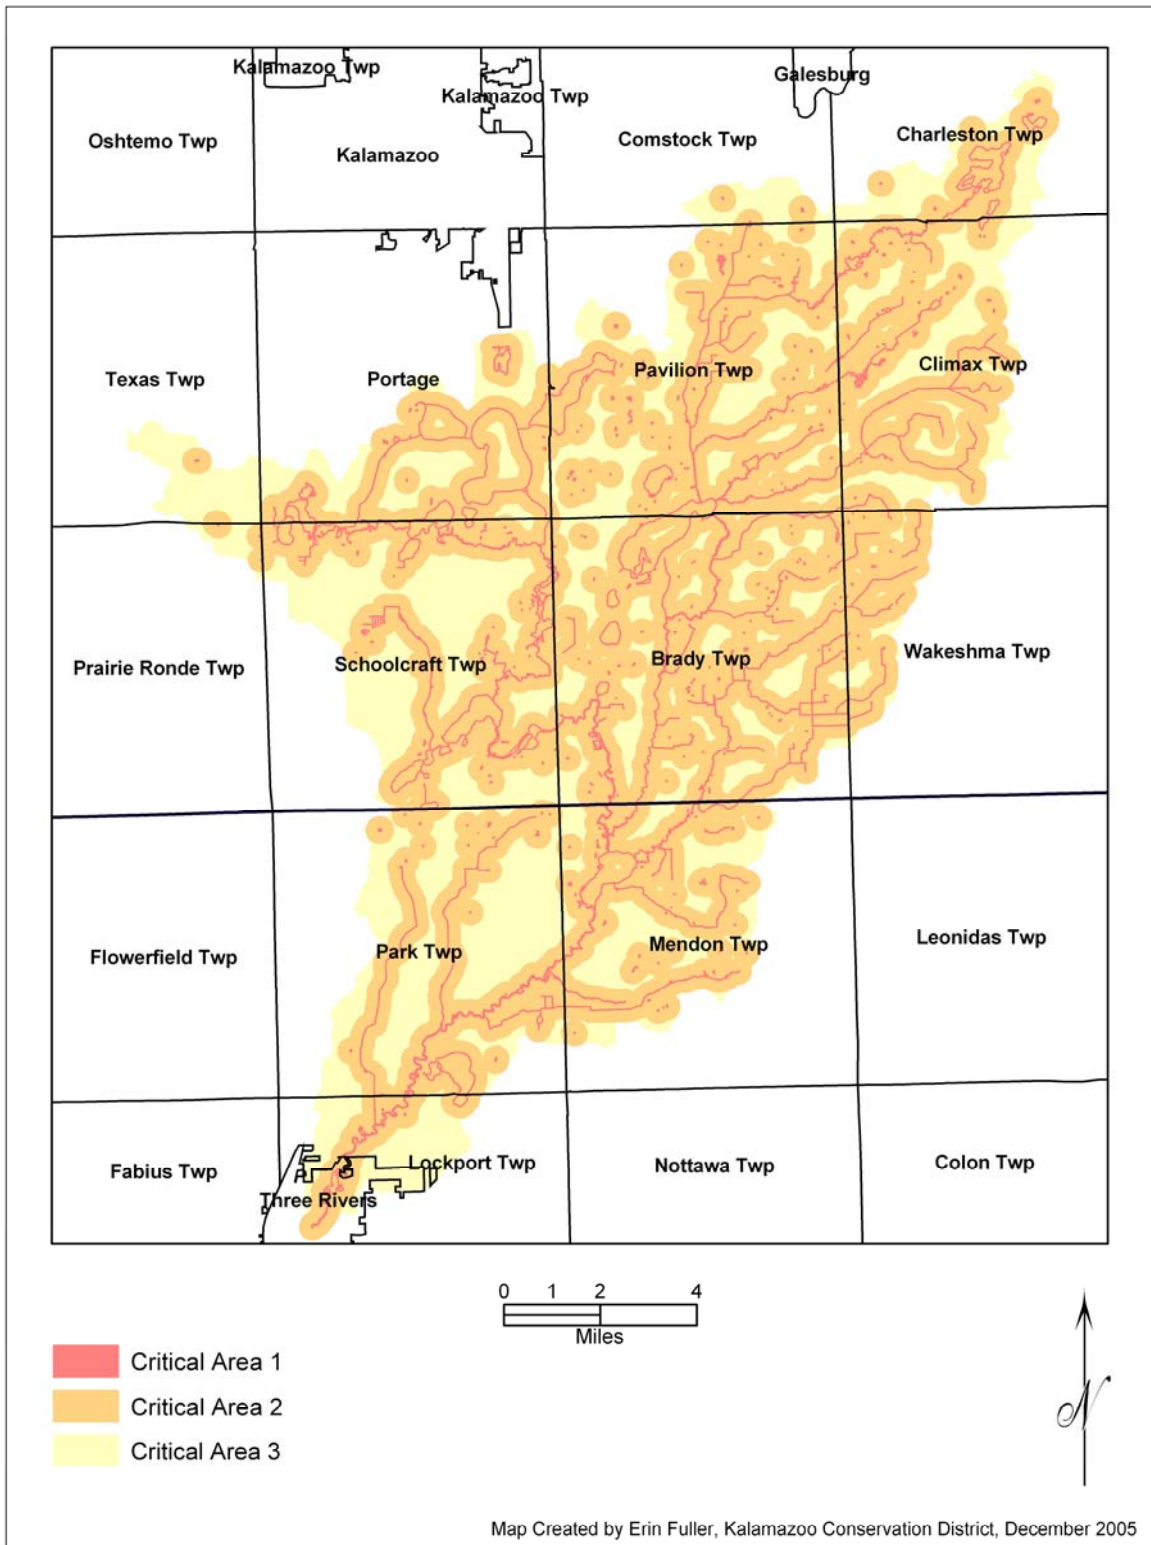 Kalamazoo Twp
Galesburg
Kalamazoo Twp
Oshtemo Twp
Kalamazoo
Comstock Twp
Charleston Twp
Texas Twp
Portage
Pavilion Twp
Climax Twp
Prairie Ronde Twp
Schoolcraft Twp
Brady Twp
Wakeshma Twp
Flowerfield Twp
Park Twp
Mendon Twp
Leonidas Twp
Fabius Twp
Lockport Twp
Nottawa Twp
Colon Twp
Three Rivers
0 1 2 4
Miles
Critical Area 1
Critical Area 2
Critical Area 3
N
Map Created by Erin Fuller, Kalamazoo Conservation District, December 2005